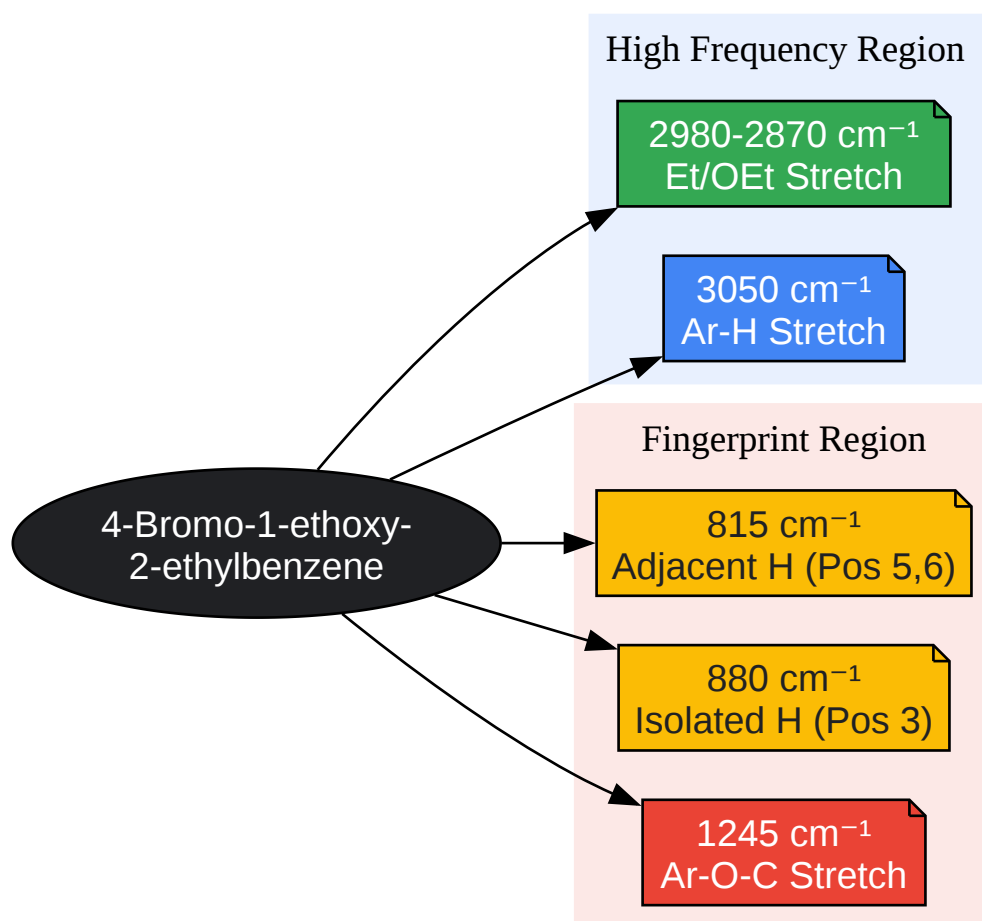 High Frequency Region
2980-2870 cm⁻¹
Et/OEt Stretch
3050 cm⁻¹
Ar-H Stretch
Fingerprint Region
4-Bromo-1-ethoxy-
2-ethylbenzene
815 cm⁻¹
Adjacent H (Pos 5,6)
880 cm⁻¹
Isolated H (Pos 3)
1245 cm⁻¹
Ar-O-C Stretch